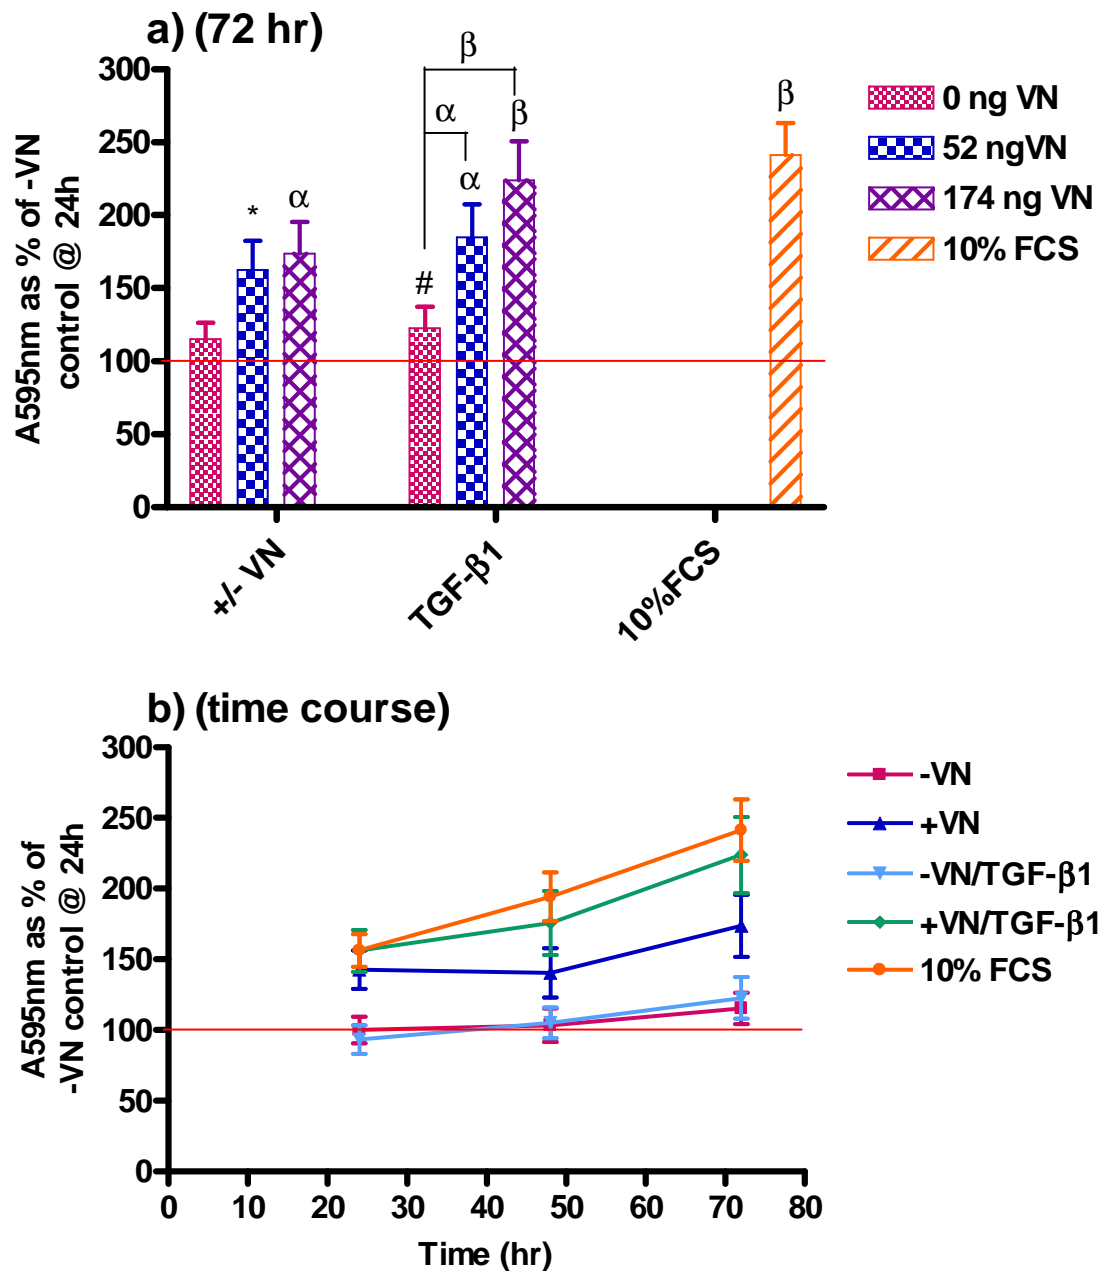 a) (72 hr)
A595nm as % of -VN
control @ 24h
300
250
200
150
100
50
0
*
α
#
α
β
α
β
β
+/- VN
TGF-β1
10%FCS
0 ng VN
52 ngVN
174 ng VN
10% FCS
b) (time course)
A595nm as % of
-VN control @ 24h
300
250
200
150
100
50
0
0 10 20 30 40 50 60 70 80
Time (hr)
-VN
+VN
-VN/TGF-β1
+VN/TGF-β1
10% FCS